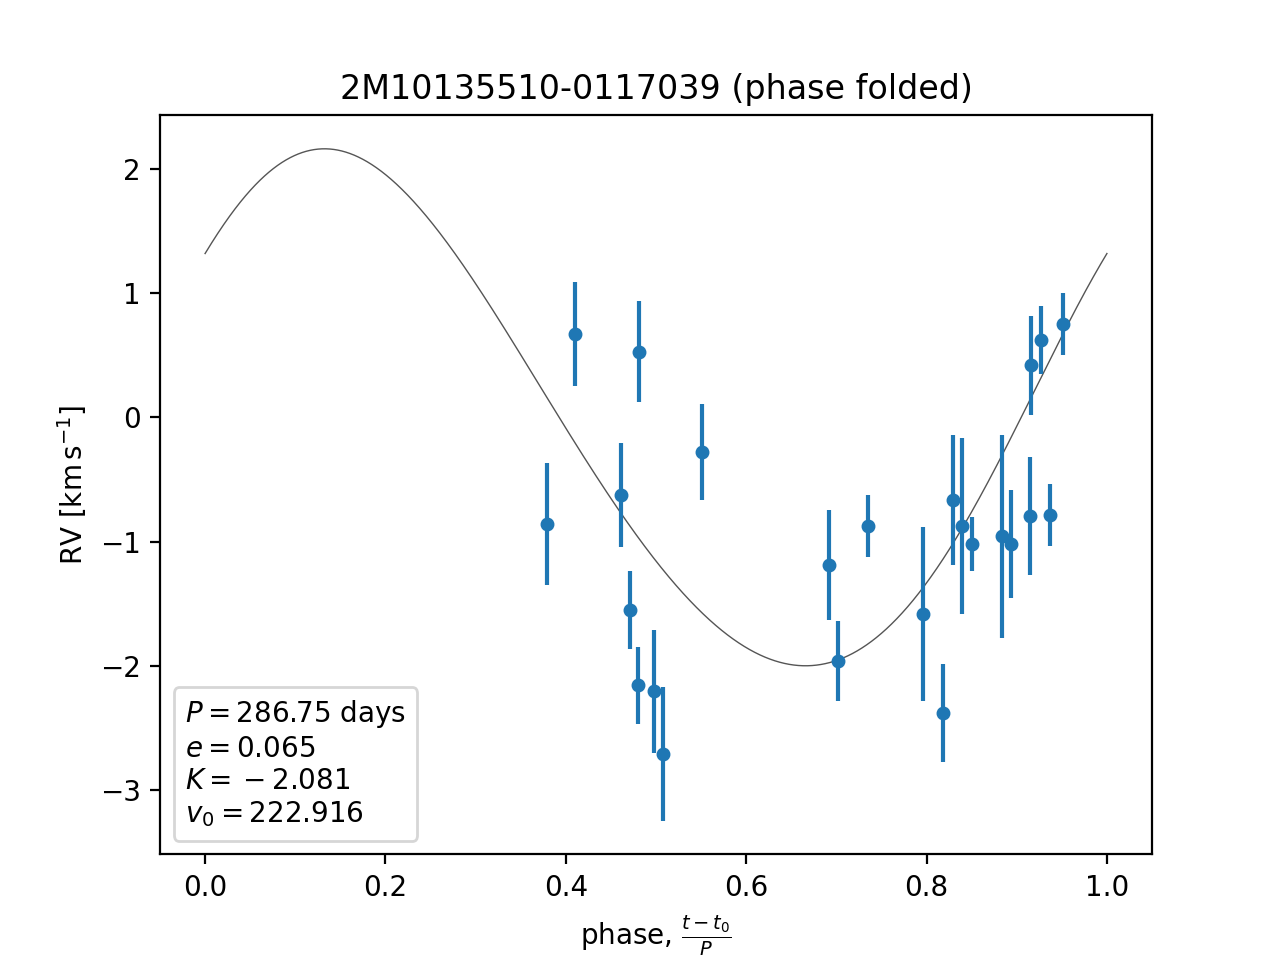 2M10135510-0117039 (phase folded)
RV [km s⁻¹]
2
1
0
−1
−2
−3
P = 286.75 days
e = 0.065
K = −2.081
v₀ = 222.916
0.0 0.2 0.4 0.6 0.8 1.0
phase, (t − t₀)/P